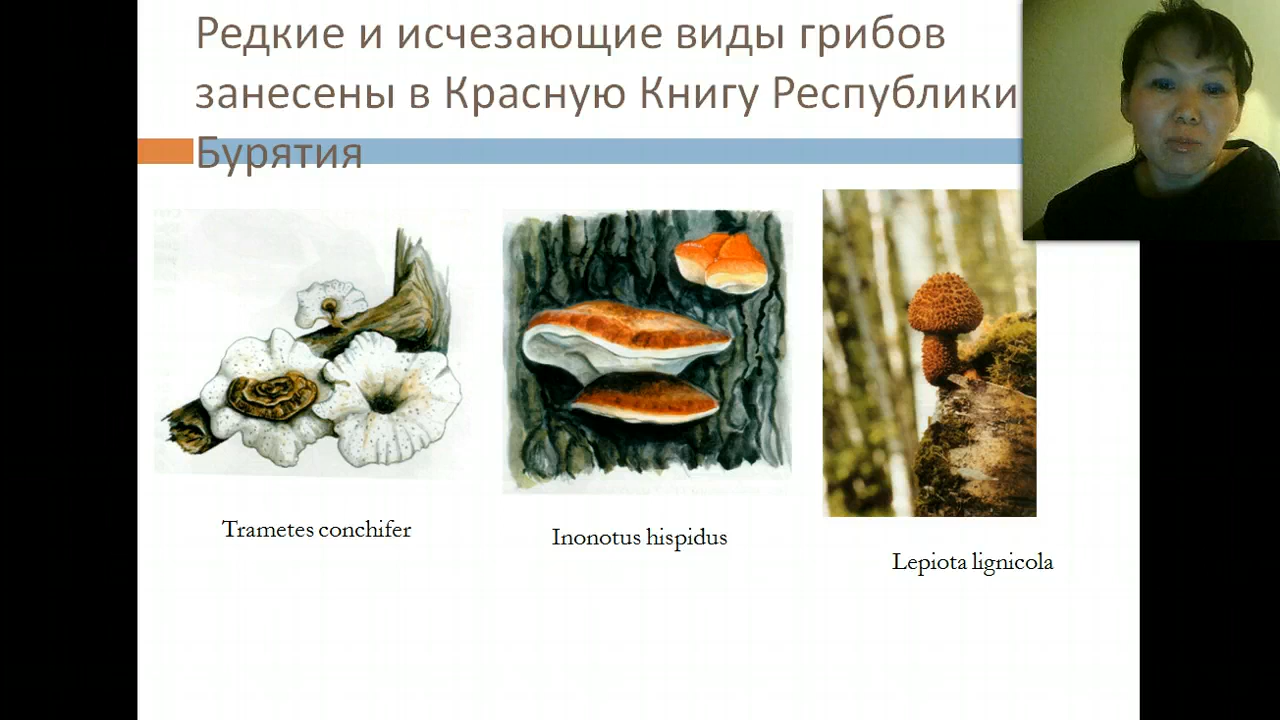 Редкие и исчезающие виды грибов
занесены в Красную Книгу Республики
Бурятия
Trametes conchifer
Inonotus hispidus
Lepiota lignicola